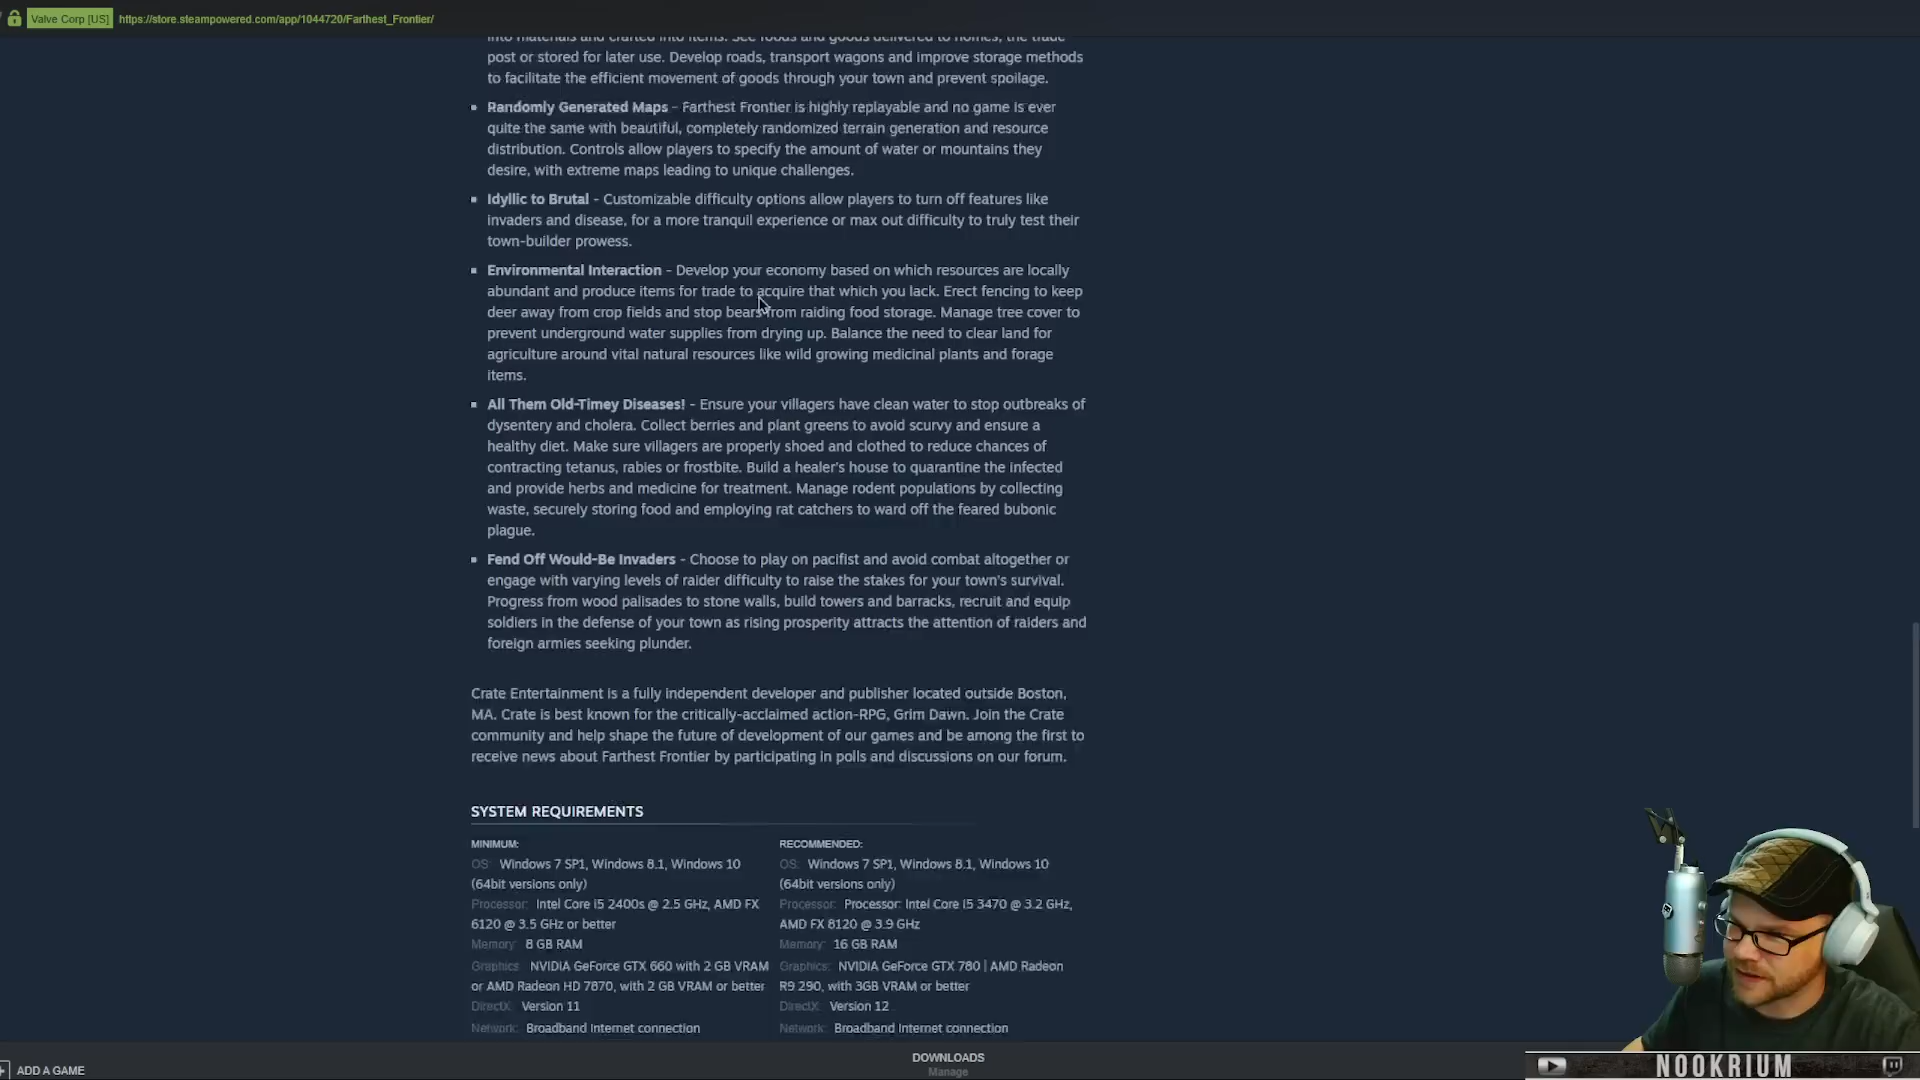 Valve Corp [US] https://store.steampowered.com/app/1044720/Farthest_Frontier/
into materials and crafted into items. See foods and goods delivered to homes, the trade
post or stored for later use. Develop roads, transport wagons and improve storage methods
to facilitate the efficient movement of goods through your town and prevent spoilage.
▪ Randomly Generated Maps - Farthest Frontier is highly replayable and no game is ever
quite the same with beautiful, completely randomized terrain generation and resource
distribution. Controls allow players to specify the amount of water or mountains they
desire, with extreme maps leading to unique challenges.
▪ Idyllic to Brutal - Customizable difficulty options allow players to turn off features like
invaders and disease, for a more tranquil experience or max out difficulty to truly test their
town-builder prowess.
▪ Environmental Interaction - Develop your economy based on which resources are locally
abundant and produce items for trade to acquire that which you lack. Erect fencing to keep
deer away from crop fields and stop bears from raiding food storage. Manage tree cover to
prevent underground water supplies from drying up. Balance the need to clear land for
agriculture around vital natural resources like wild growing medicinal plants and forage
items.
▪ All Them Old-Timey Diseases! - Ensure your villagers have clean water to stop outbreaks of
dysentery and cholera. Collect berries and plant greens to avoid scurvy and ensure a
healthy diet. Make sure villagers are properly shoed and clothed to reduce chances of
contracting tetanus, rabies or frostbite. Build a healer's house to quarantine the infected
and provide herbs and medicine for treatment. Manage rodent populations by collecting
waste, securely storing food and employing rat catchers to ward off the feared bubonic
plague.
▪ Fend Off Would-Be Invaders - Choose to play on pacifist and avoid combat altogether or
engage with varying levels of raider difficulty to raise the stakes for your town's survival.
Progress from wood palisades to stone walls, build towers and barracks, recruit and equip
soldiers in the defense of your town as rising prosperity attracts the attention of raiders and
foreign armies seeking plunder.
Crate Entertainment is a fully independent developer and publisher located outside Boston,
MA. Crate is best known for the critically-acclaimed action-RPG, Grim Dawn. Join the Crate
community and help shape the future of development of our games and be among the first to
receive news about Farthest Frontier by participating in polls and discussions on our forum.
SYSTEM REQUIREMENTS
MINIMUM:
OS: Windows 7 SP1, Windows 8.1, Windows 10
(64bit versions only)
Processor: Intel Core i5 2400s @ 2.5 GHz, AMD FX
6120 @ 3.5 GHz or better
Memory: 8 GB RAM
Graphics: NVIDIA GeForce GTX 660 with 2 GB VRAM
or AMD Radeon HD 7870, with 2 GB VRAM or better
DirectX: Version 11
Network: Broadband Internet connection
RECOMMENDED:
OS: Windows 7 SP1, Windows 8.1, Windows 10
(64bit versions only)
Processor: Processor: Intel Core i5 3470 @ 3.2 GHz,
AMD FX 8120 @ 3.9 GHz
Memory: 16 GB RAM
Graphics: NVIDIA GeForce GTX 780 | AMD Radeon
R9 290, with 3GB VRAM or better
DirectX: Version 12
Network: Broadband Internet connection
ADD A GAME
DOWNLOADS
Manage
NOOKRIUM